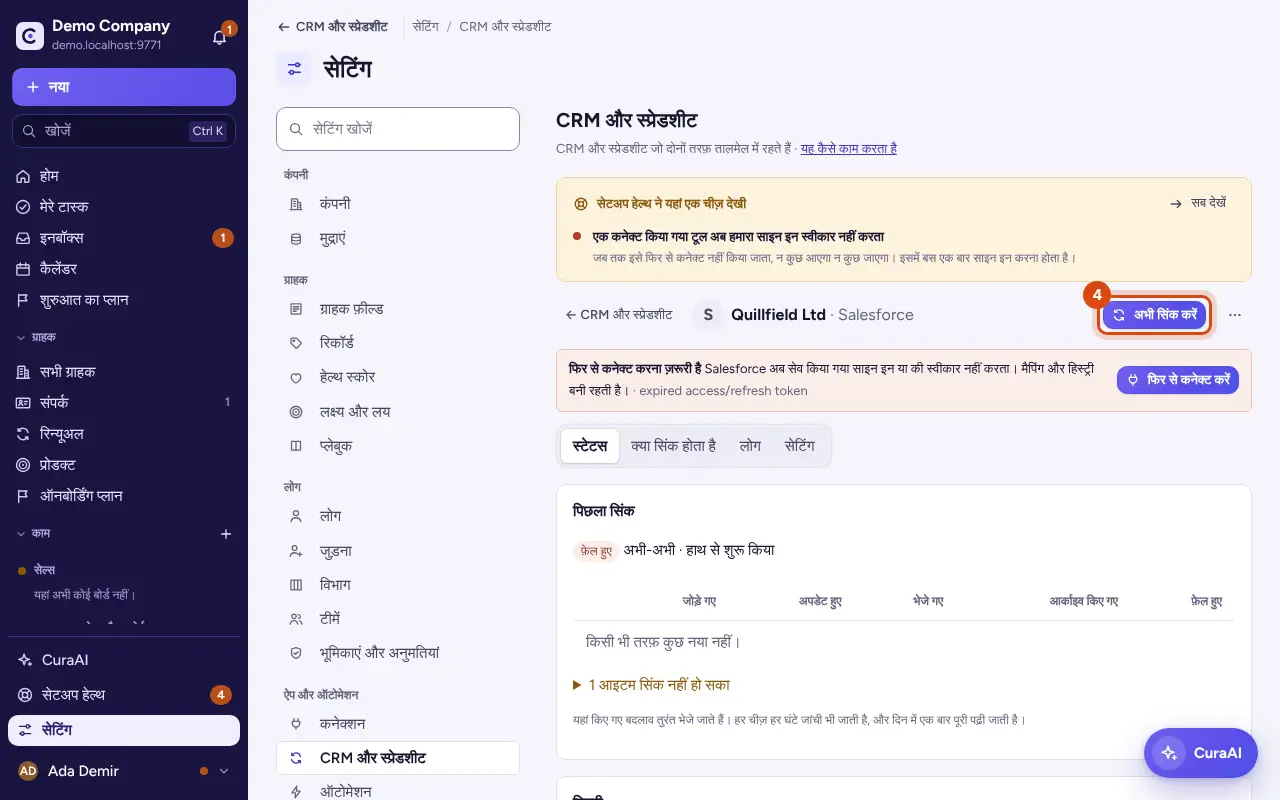 Demo Company
demo.localhost:9771
1
नया
खोजें
Ctrl K
होम
मेरे टास्क
इनबॉक्स
1
कैलेंडर
शुरुआत का प्लान
ग्राहक
सभी ग्राहक
संपर्क
1
रिन्यूअल
प्रोडक्ट
ऑनबोर्डिंग प्लान
काम
सेल्स
यहां अभी कोई बोर्ड नहीं।
CuraAI
सेटअप हेल्थ
4
सेटिंग
AD
Ada Demir
CRM और स्प्रेडशीट
सेटिंग / CRM और स्प्रेडशीट
सेटिंग
सेटिंग खोजें
कंपनी
कंपनी
मुद्राएं
ग्राहक
ग्राहक फ़ील्ड
रिकॉर्ड
हेल्थ स्कोर
लक्ष्य और लय
प्लेबुक
लोग
लोग
जुड़ना
विभाग
टीमें
भूमिकाएं और अनुमतियां
ऐप और ऑटोमेशन
कनेक्शन
CRM और स्प्रेडशीट
ऑटोमेशन
CRM और स्प्रेडशीट
CRM और स्प्रेडशीट जो दोनों तरफ़ तालमेल में रहते हैं · यह कैसे काम करता है
सेटअप हेल्थ ने यहां एक चीज़ देखी
सब देखें
एक कनेक्ट किया गया टूल अब हमारा साइन इन स्वीकार नहीं करता
जब तक इसे फिर से कनेक्ट नहीं किया जाता, न कुछ आएगा न कुछ जाएगा। इसमें बस एक बार साइन इन करना होता है।
CRM और स्प्रेडशीट
S
Quillfield Ltd · Salesforce
4
अभी सिंक करें
फिर से कनेक्ट करना ज़रूरी है Salesforce अब सेव किया गया साइन इन या की स्वीकार नहीं करता। मैपिंग और हिस्ट्री
बनी रहती है। · expired access/refresh token
फिर से कनेक्ट करें
स्टेटस
क्या सिंक होता है
लोग
सेटिंग
पिछला सिंक
फ़ेल हुए
अभी-अभी · हाथ से शुरू किया
जोड़े गए
अपडेट हुए
भेजे गए
आर्काइव किए गए
फ़ेल हुए
किसी भी तरफ़ कुछ नया नहीं।
1 आइटम सिंक नहीं हो सका
यहां किए गए बदलाव तुरंत भेजे जाते हैं। हर चीज़ हर घंटे जांची भी जाती है, और दिन में एक बार पूरी पढ़ी जाती है।
CuraAI